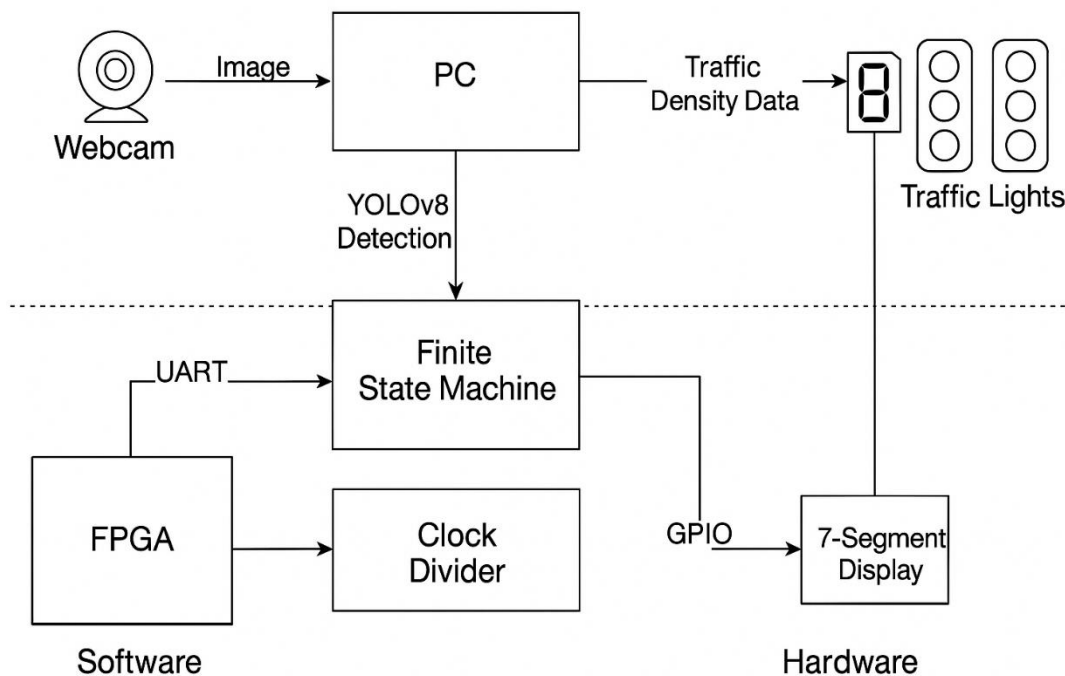 Image
PC
Traffic
Density Data
8
Webcam
Traffic Lights
YOLOv8
Detection
UART
Finite
State Machine
FPGA
Clock
Divider
GPIO
7-Segment
Display
Software
Hardware